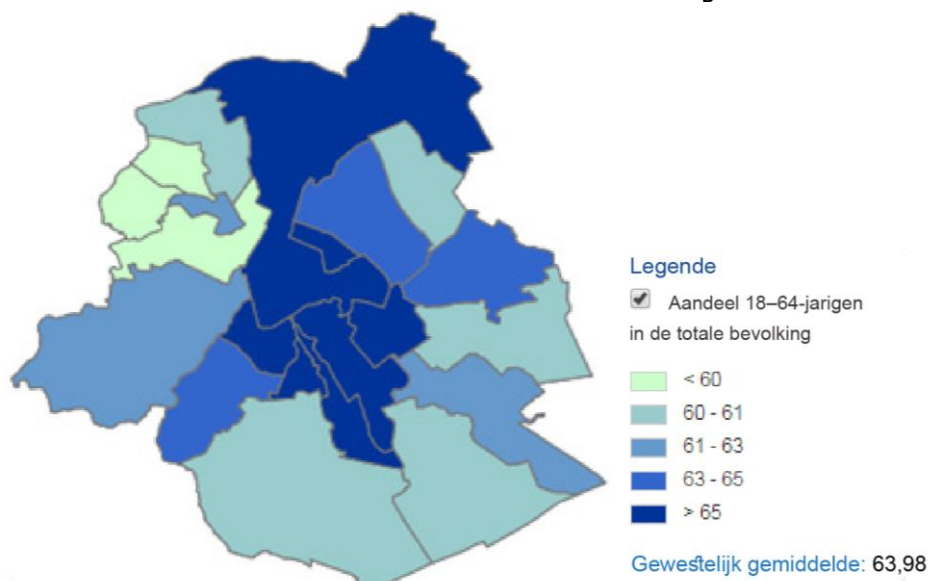 Legende
Aandeel 18–64-jarigen
in de totale bevolking
< 60
60 - 61
61 - 63
63 - 65
> 65
Gewestelijk gemiddelde: 63,98